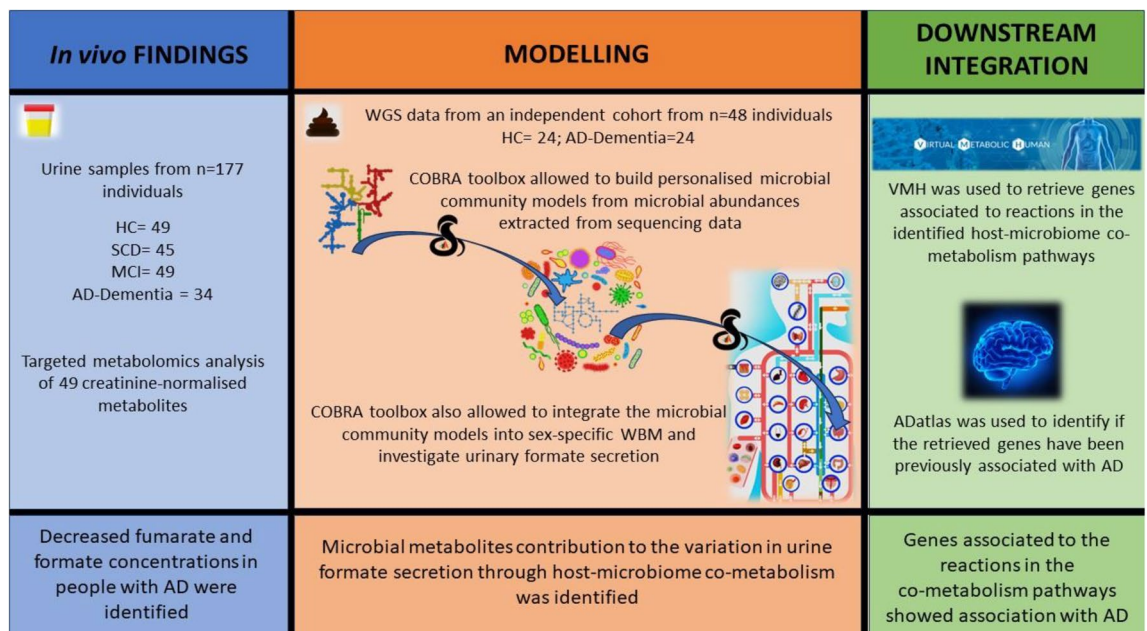 In vivo FINDINGS
Urine samples from n=177
individuals
HC= 49
SCD= 45
MCI= 49
AD-Dementia = 34
Targeted metabolomics analysis
of 49 creatinine-normalised
metabolites
Decreased fumarate and
formate concentrations in
people with AD were
identified
MODELLING
WGS data from an independent cohort from n=48 individuals
HC= 24; AD-Dementia=24
COBRA toolbox allowed to build personalised microbial
community models from microbial abundances
extracted from sequencing data
COBRA toolbox also allowed to integrate the microbial
community models into sex-specific WBM and
investigate urinary formate secretion
Microbial metabolites contribution to the variation in urine
formate secretion through host-microbiome co-metabolism
was identified
DOWNSTREAM
INTEGRATION
VIRTUAL METABOLIC HUMAN
VMH was used to retrieve genes
associated to reactions in the
identified host-microbiome co-
metabolism pathways
ADatlas was used to identify if
the retrieved genes have been
previously associated with AD
Genes associated to the
reactions in the
co-metabolism pathways
showed association with AD